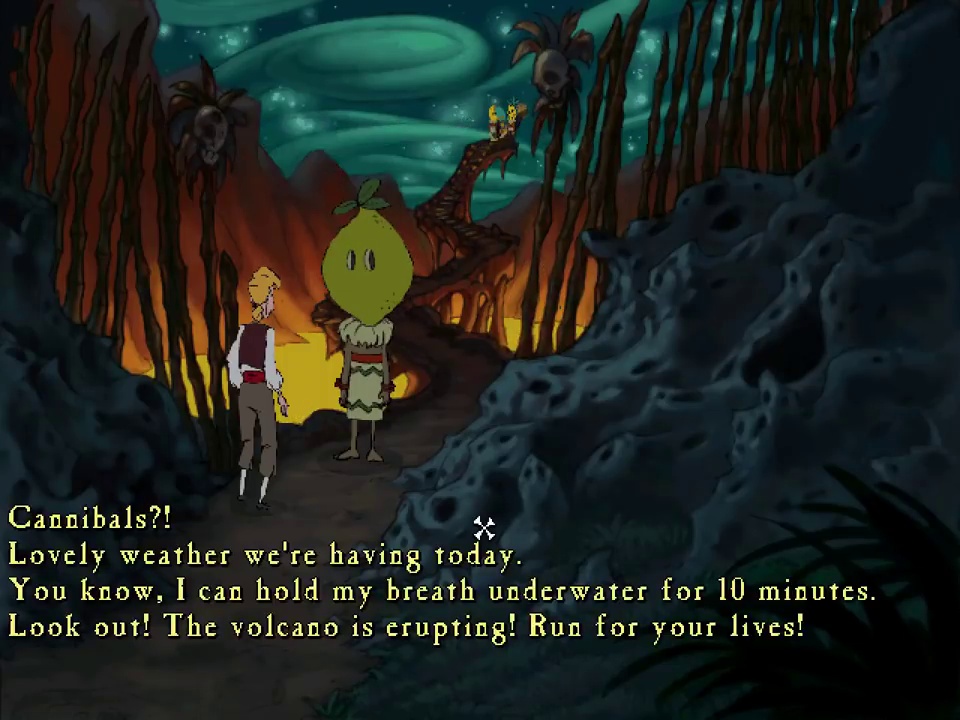 Cannibals?!
Lovely weather we're having today.
You know, I can hold my breath underwater for 10 minutes.
Look out! The volcano is erupting! Run for your lives!